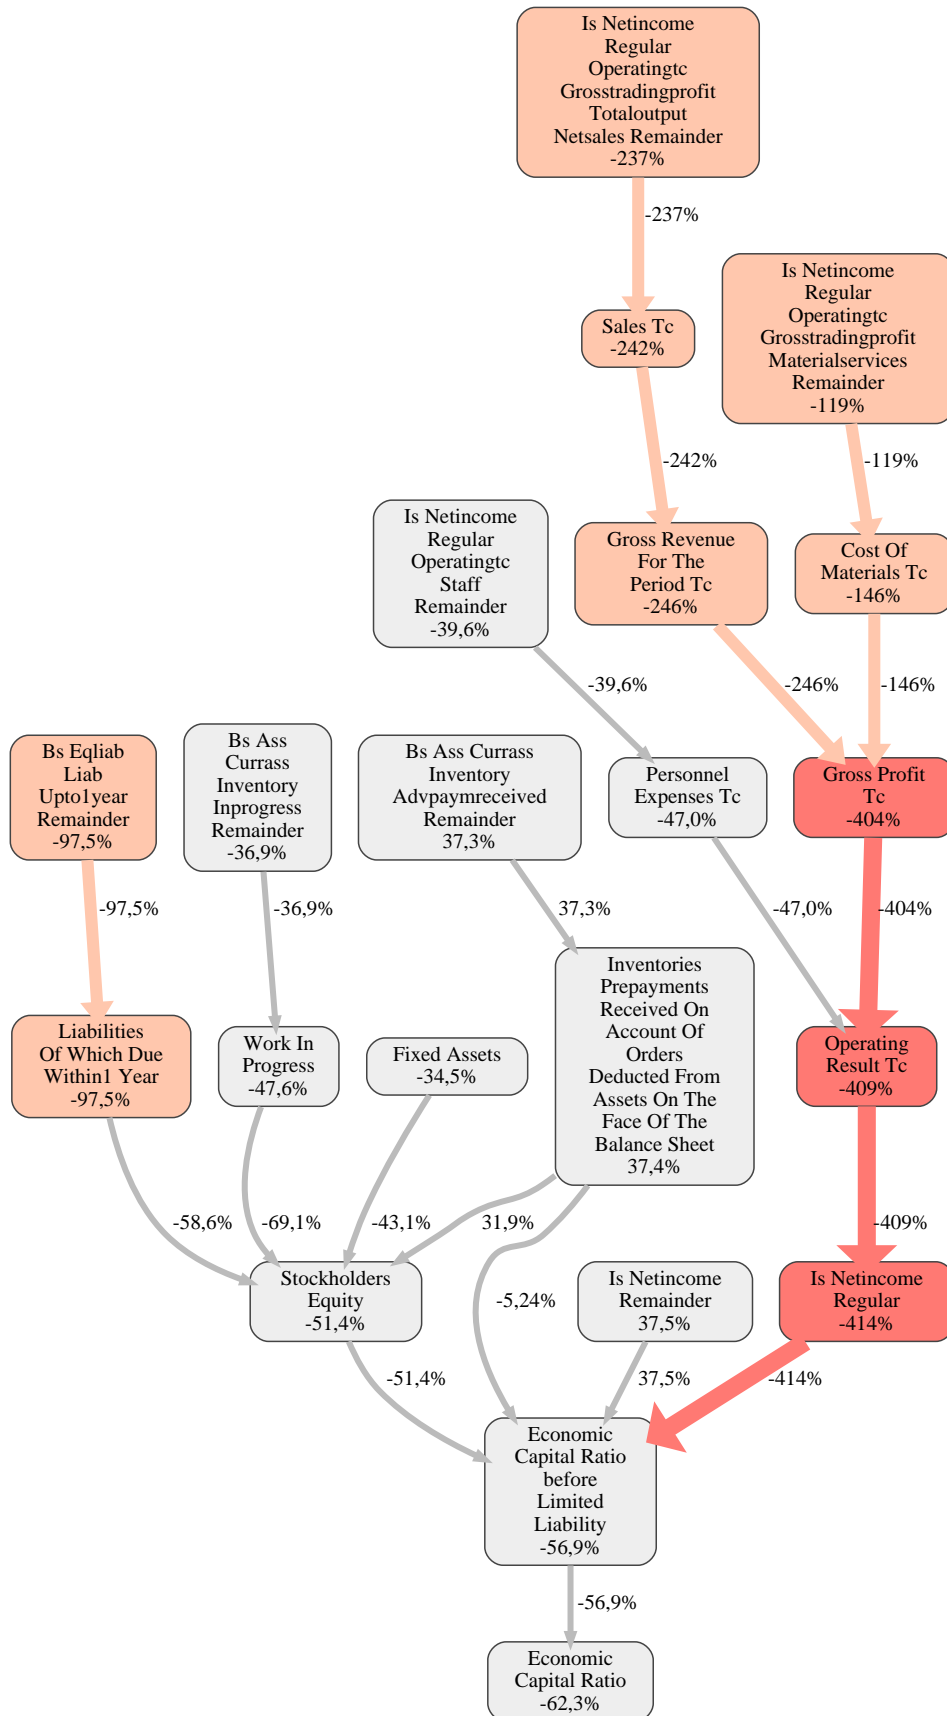 Is Netincome
Regular
Operatingtc
Grosstradingprofit
Totaloutput
Netsales Remainder
-237%
-237%
Is Netincome
Regular
Operatingtc
Grosstradingprofit
Materialservices
Remainder
-119%
Sales Tc
-242%
-242%
-119%
Is Netincome
Regular
Operatingtc
Staff
Remainder
-39,6%
Gross Revenue
For The
Period Tc
-246%
Cost Of
Materials Tc
-146%
-39,6%
-246%
-146%
Bs Eqliab
Liab
Upto1year
Remainder
-97,5%
Bs Ass
Currass
Inventory
Inprogress
Remainder
-36,9%
Bs Ass Currass
Inventory
Advpaymreceived
Remainder
37,3%
Personnel
Expenses Tc
-47,0%
Gross Profit
Tc
-404%
-97,5%
-36,9%
37,3%
-47,0%
-404%
Liabilities
Of Which Due
Within1 Year
-97,5%
Work In
Progress
-47,6%
Fixed Assets
-34,5%
Inventories
Prepayments
Received On
Account Of
Orders
Deducted From
Assets On The
Face Of The
Balance Sheet
37,4%
Operating
Result Tc
-409%
-58,6%
-69,1%
-43,1%
31,9%
-409%
Stockholders
Equity
-51,4%
-5,24%
Is Netincome
Remainder
37,5%
Is Netincome
Regular
-414%
-51,4%
37,5%
-414%
Economic
Capital Ratio
before
Limited
Liability
-56,9%
-56,9%
Economic
Capital Ratio
-62,3%